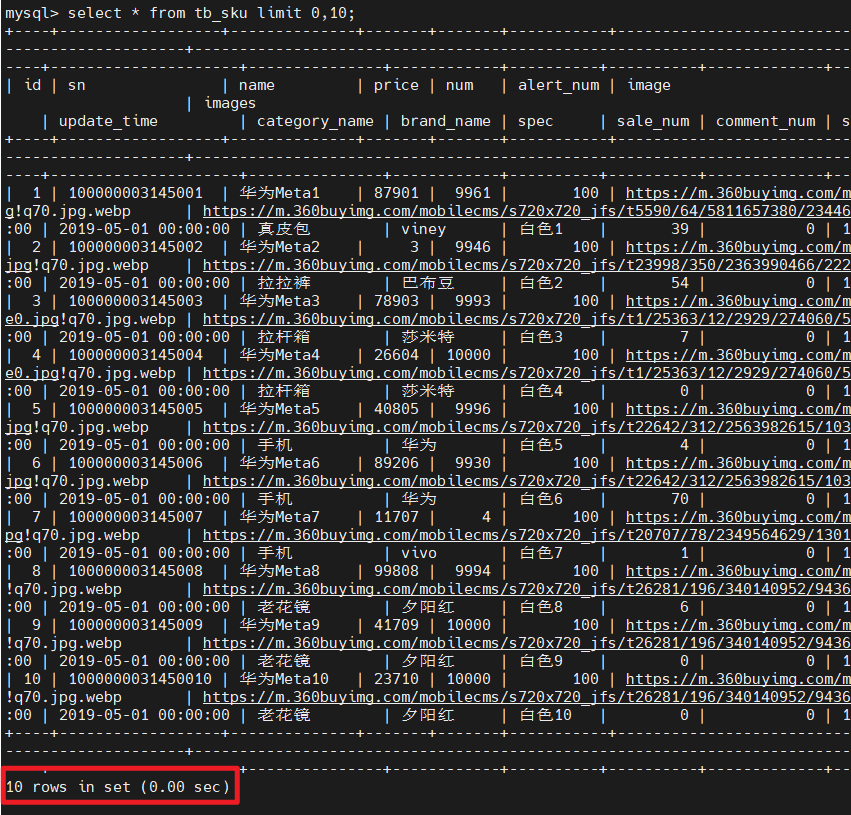 mysql> select * from tb_sku limit 0,10;
+----+-------------------+--------------+-------+-------+-----------+--------------------------
--------------------+---------------------------------------------------------------------------
----+---------------------+---------------+------------+----------+----------+-------------+---
| id | sn | name | price | num | alert_num | image
| images
| update_time | category_name | brand_name | spec | sale_num | comment_num | s
+----+-------------------+--------------+-------+-------+-----------+--------------------------
--------------------+---------------------------------------------------------------------------
----+---------------------+---------------+------------+----------+----------+-------------+---
| 1 | 100000003145001 | 华为Meta1 | 87901 | 9961 | 100 | https://m.360buyimg.com/m
g!q70.jpg.webp | https://m.360buyimg.com/mobilecms/s720x720_jfs/t5590/64/5811657380/23446
:00 | 2019-05-01 00:00:00 | 真皮包 | viney | 白色1 | 39 | 0 | 1
| 2 | 100000003145002 | 华为Meta2 | 3 | 9946 | 100 | https://m.360buyimg.com/m
jpg!q70.jpg.webp | https://m.360buyimg.com/mobilecms/s720x720_jfs/t23998/350/2363990466/222
:00 | 2019-05-01 00:00:00 | 拉拉裤 | 巴布豆 | 白色2 | 54 | 0 | 1
| 3 | 100000003145003 | 华为Meta3 | 78903 | 9993 | 100 | https://m.360buyimg.com/m
e0.jpg!q70.jpg.webp | https://m.360buyimg.com/mobilecms/s720x720_jfs/t1/25363/12/2929/274060/5
:00 | 2019-05-01 00:00:00 | 拉杆箱 | 莎米特 | 白色3 | 7 | 0 | 1
| 4 | 100000003145004 | 华为Meta4 | 26604 | 10000 | 100 | https://m.360buyimg.com/m
e0.jpg!q70.jpg.webp | https://m.360buyimg.com/mobilecms/s720x720_jfs/t1/25363/12/2929/274060/5
:00 | 2019-05-01 00:00:00 | 拉杆箱 | 莎米特 | 白色4 | 0 | 0 | 1
| 5 | 100000003145005 | 华为Meta5 | 40805 | 9996 | 100 | https://m.360buyimg.com/m
jpg!q70.jpg.webp | https://m.360buyimg.com/mobilecms/s720x720_jfs/t22642/312/2563982615/103
:00 | 2019-05-01 00:00:00 | 手机 | 华为 | 白色5 | 4 | 0 | 1
| 6 | 100000003145006 | 华为Meta6 | 89206 | 9930 | 100 | https://m.360buyimg.com/m
jpg!q70.jpg.webp | https://m.360buyimg.com/mobilecms/s720x720_jfs/t22642/312/2563982615/103
:00 | 2019-05-01 00:00:00 | 手机 | 华为 | 白色6 | 70 | 0 | 1
| 7 | 100000003145007 | 华为Meta7 | 11707 | 4 | 100 | https://m.360buyimg.com/m
pg!q70.jpg.webp | https://m.360buyimg.com/mobilecms/s720x720_jfs/t20707/78/2349564629/1301
:00 | 2019-05-01 00:00:00 | 手机 | vivo | 白色7 | 1 | 0 | 1
| 8 | 100000003145008 | 华为Meta8 | 99808 | 9994 | 100 | https://m.360buyimg.com/m
!q70.jpg.webp | https://m.360buyimg.com/mobilecms/s720x720_jfs/t26281/196/340140952/9436
:00 | 2019-05-01 00:00:00 | 老花镜 | 夕阳红 | 白色8 | 6 | 0 | 1
| 9 | 100000003145009 | 华为Meta9 | 41709 | 10000 | 100 | https://m.360buyimg.com/m
!q70.jpg.webp | https://m.360buyimg.com/mobilecms/s720x720_jfs/t26281/196/340140952/9436
:00 | 2019-05-01 00:00:00 | 老花镜 | 夕阳红 | 白色9 | 0 | 0 | 1
| 10 | 1000000031450010 | 华为Meta10 | 23710 | 10000 | 100 | https://m.360buyimg.com/m
!q70.jpg.webp | https://m.360buyimg.com/mobilecms/s720x720_jfs/t26281/196/340140952/9436
:00 | 2019-05-01 00:00:00 | 老花镜 | 夕阳红 | 白色10 | 0 | 0 | 1
+----+-------------------+--------------+-------+-------+-----------+--------------------------
--------------------+---------------------------------------------------------------------------
----+---------------------+---------------+------------+----------+----------+-------------+---
10 rows in set (0.00 sec)